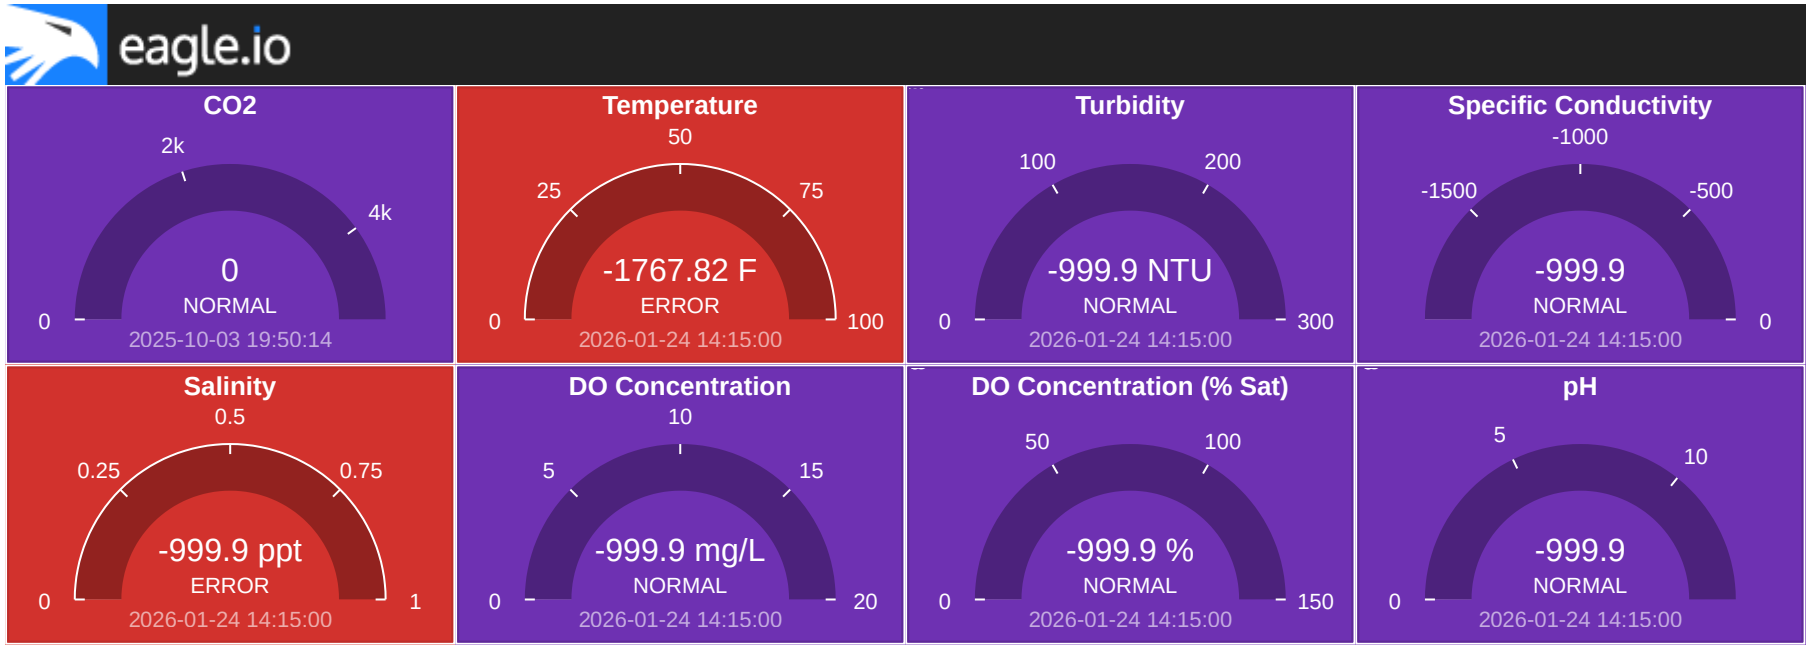 eagle.io
CO2
2k
4k
0
NORMAL
0
2025-10-03 19:50:14
Temperature
50
25
75
-1767.82 F
ERROR
0
100
2026-01-24 14:15:00
Turbidity
100
200
-999.9 NTU
NORMAL
0
300
2026-01-24 14:15:00
Specific Conductivity
-1000
-1500
-500
-999.9
NORMAL
0
2026-01-24 14:15:00
Salinity
0.5
0.25
0.75
-999.9 ppt
ERROR
0
1
2026-01-24 14:15:00
DO Concentration
10
5
15
-999.9 mg/L
NORMAL
0
20
2026-01-24 14:15:00
DO Concentration (% Sat)
50
100
-999.9 %
NORMAL
0
150
2026-01-24 14:15:00
pH
5
10
-999.9
NORMAL
0
2026-01-24 14:15:00